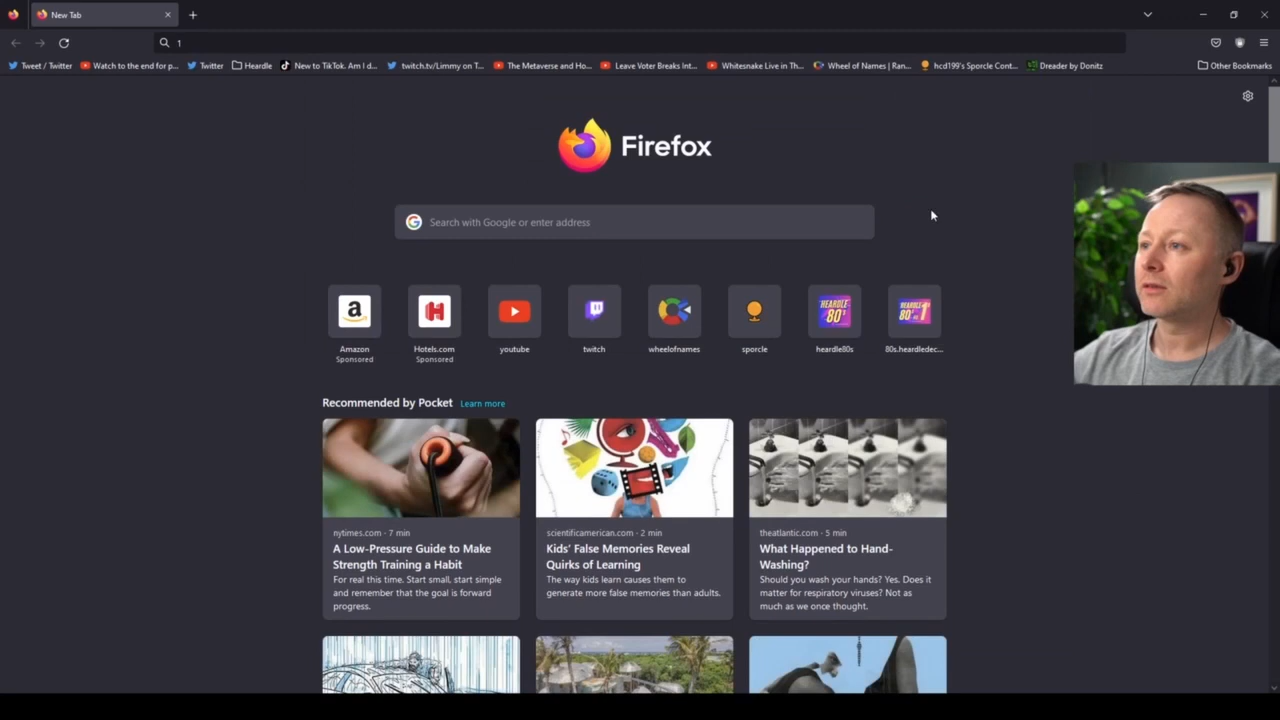 New Tab
1
Tweet / Twitter
Watch to the end for p...
Twitter
Heardle
New to TikTok. Am I d...
twitch.tv/Limmy on T...
The Metaverse and Ho...
Leave Voter Breaks Int...
Whitesnake Live in Th...
Wheel of Names | Ran...
hcd199's Sporcle Cont...
Dreader by Donitz
Other Bookmarks
Firefox
Search with Google or enter address
a
H
HEARDLE
80's
HEARDLE
80's
Amazon
Sponsored
Hotels.com
Sponsored
youtube
twitch
wheelofnames
sporcle
heardle80s
80s.heardledec...
Recommended by Pocket
Learn more
nytimes.com · 7 min
A Low-Pressure Guide to Make
Strength Training a Habit
For real this time. Start small, start simple
and remember that the goal is forward
progress.
scientificamerican.com · 2 min
Kids' False Memories Reveal
Quirks of Learning
The way kids learn causes them to
generate more false memories than adults.
theatlantic.com · 5 min
What Happened to Hand-
Washing?
Should you wash your hands? Yes. Does it
matter for respiratory viruses? Not as
much as we once thought.